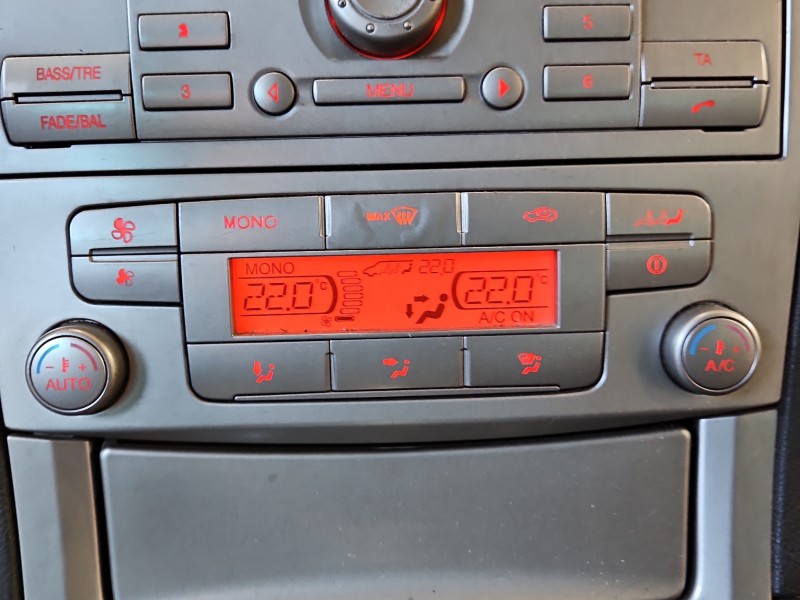 5
BASS/TRE
3
MENU
6
TA
FADE/BAL
MONO
MAX
MONO
22.0
22.0°C
22.0°C
A/C ON
- +
AUTO
- +
A/C